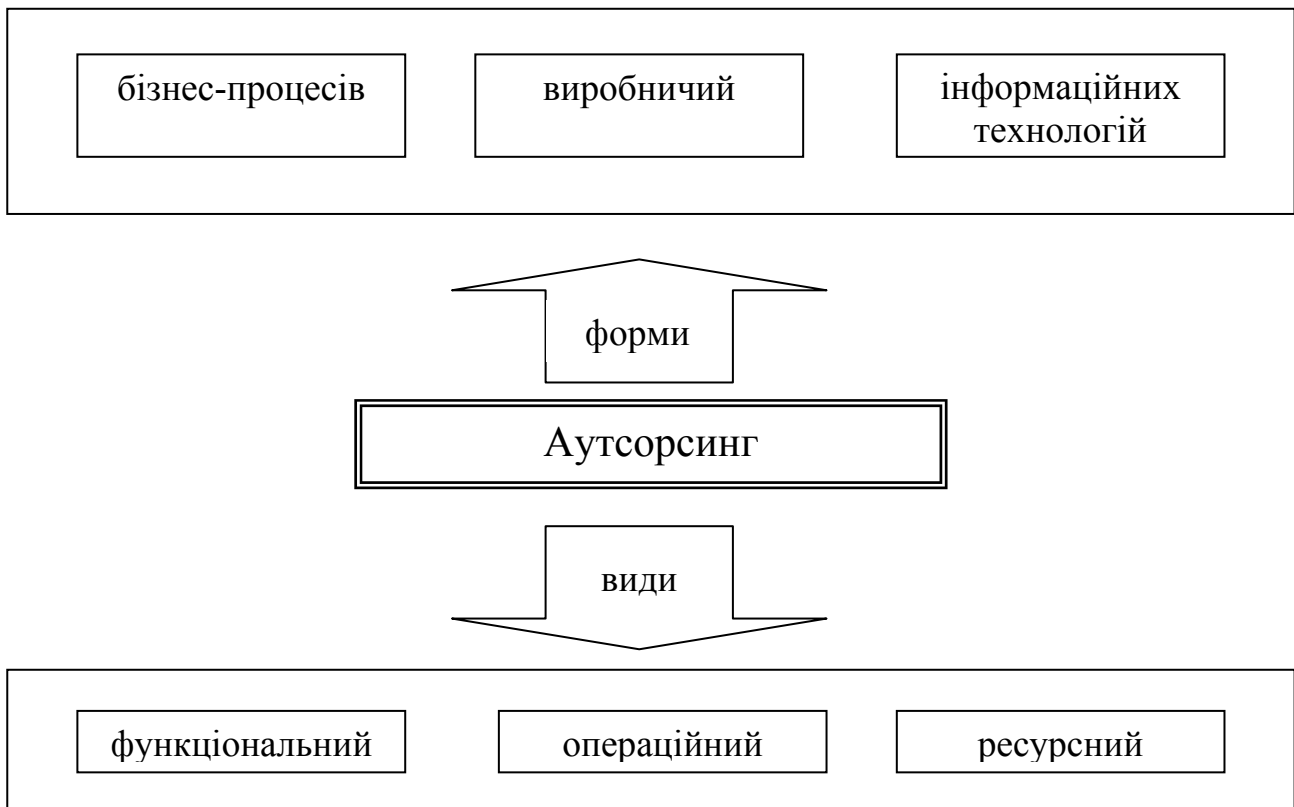 бізнес-процесів
виробничий
інформаційних
технологій
форми
Аутсорсинг
види
функціональний
операційний
ресурсний